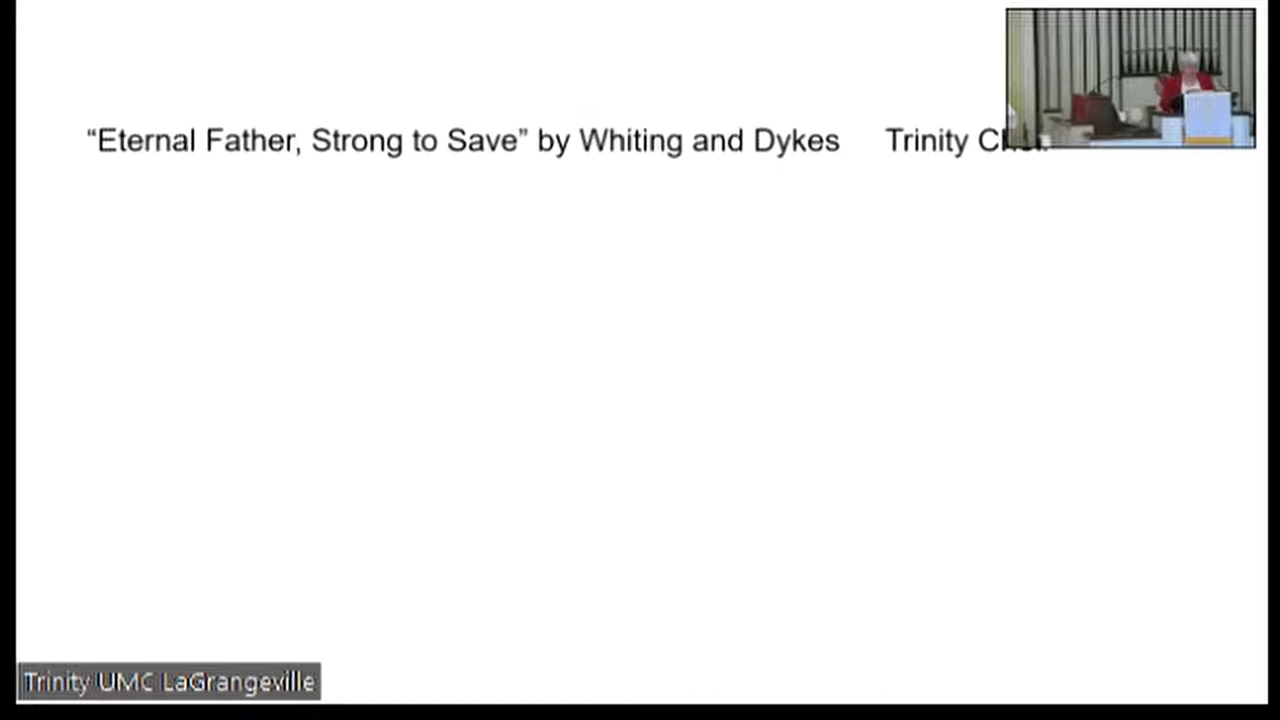 “Eternal Father, Strong to Save” by Whiting and Dykes Trinity
Trinity UMC LaGrangeville